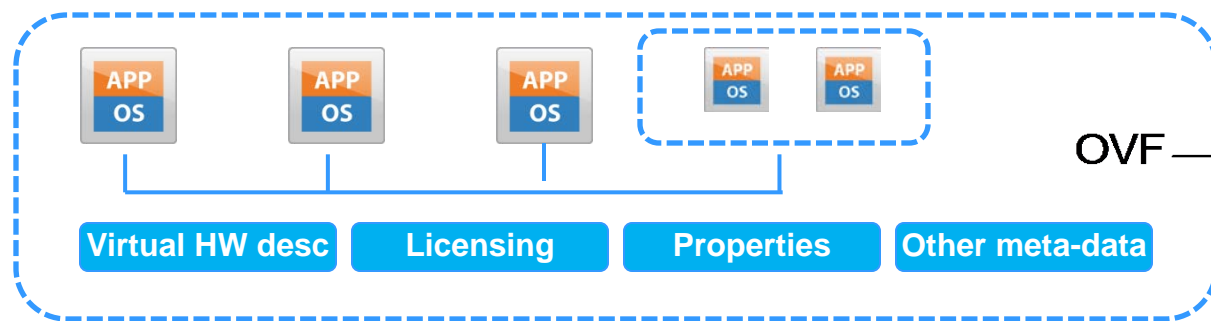 APP
OS
APP
OS
APP
OS
APP
OS
APP
OS
OVF
Virtual HW desc
Licensing
Properties
Other meta-data